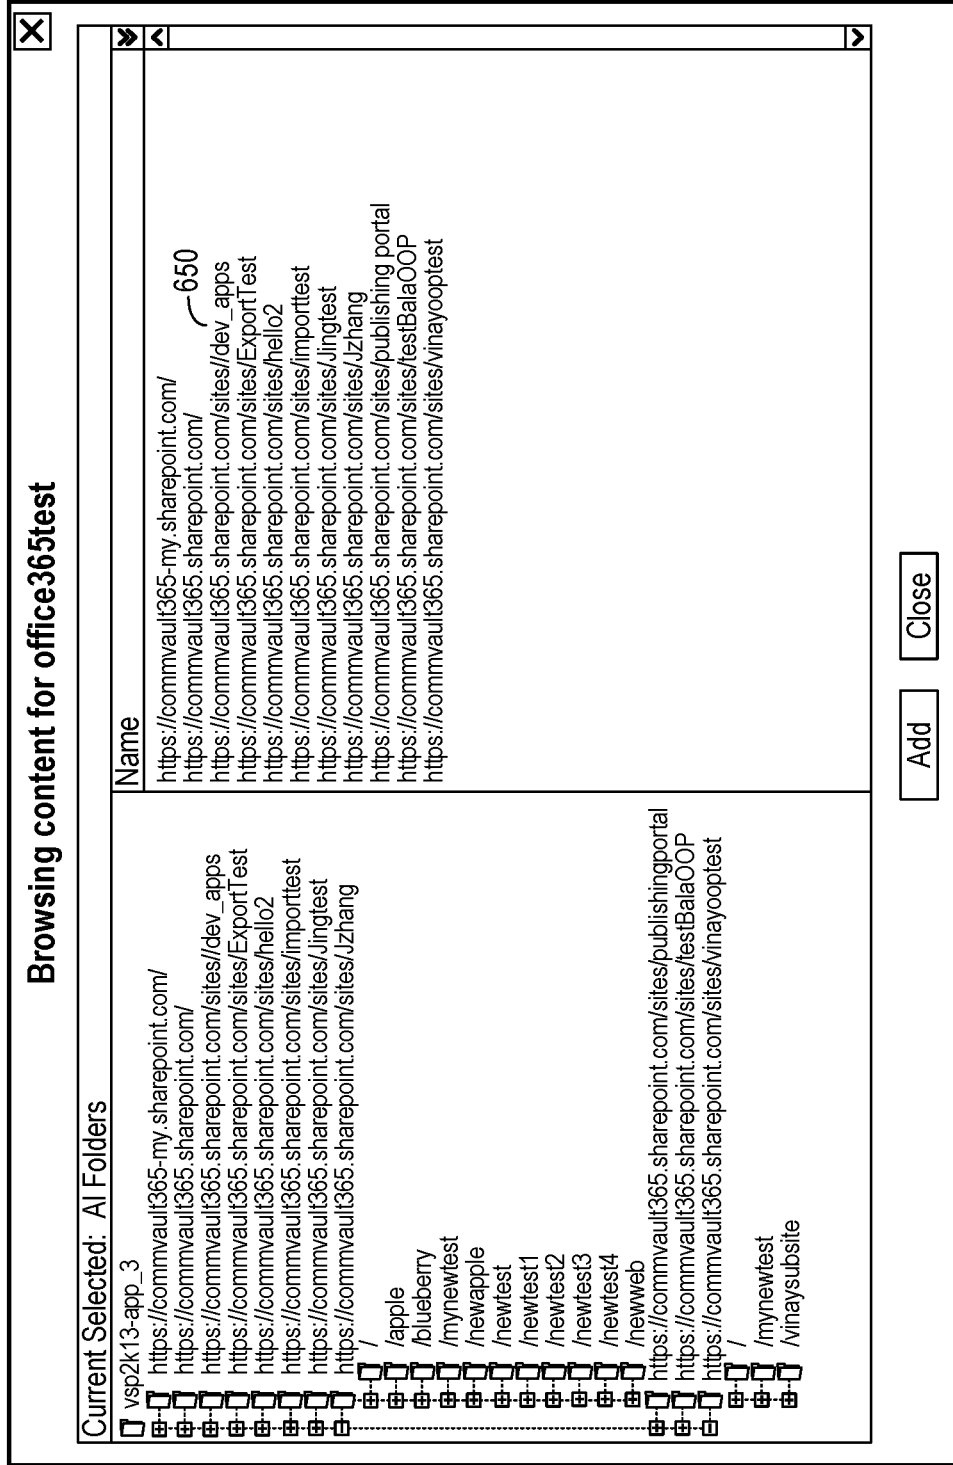 Browsing content for office365test
Current Selected: AI Folders
vsp2k13-app_3
https://commvault365-my.sharepoint.com/
https://commvault365.sharepoint.com/
https://commvault365.sharepoint.com/sites//dev_apps
https://commvault365.sharepoint.com/sites/ExportTest
https://commvault365.sharepoint.com/sites/hello2
https://commvault365.sharepoint.com/sites/importtest
https://commvault365.sharepoint.com/sites/Jingtest
https://commvault365.sharepoint.com/sites/Jzhang
/
/apple
/blueberry
/mynewtest
/newapple
/newtest
/newtest1
/newtest2
/newtest3
/newtest4
/newweb
https://commvault365.sharepoint.com/sites/publishingportal
https://commvault365.sharepoint.com/sites/testBalaOOP
https://commvault365.sharepoint.com/sites/vinayooptest
/
/mynewtest
/vinaysubsite
Name
https://commvault365-my.sharepoint.com/
https://commvault365.sharepoint.com/
650
https://commvault365.sharepoint.com/sites//dev_apps
https://commvault365.sharepoint.com/sites/ExportTest
https://commvault365.sharepoint.com/sites/hello2
https://commvault365.sharepoint.com/sites/importtest
https://commvault365.sharepoint.com/sites/Jingtest
https://commvault365.sharepoint.com/sites/Jzhang
https://commvault365.sharepoint.com/sites/publishing portal
https://commvault365.sharepoint.com/sites/testBalaOOP
https://commvault365.sharepoint.com/sites/vinayooptest
Add
Close